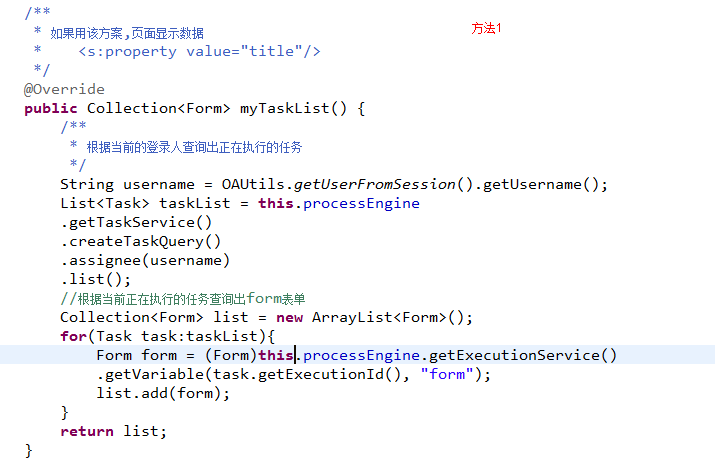 /**
 * 如果用该方案,页面显示数据
方法1
 *    <s:property value="title"/>
 */
@Override
public Collection<Form> myTaskList() {
    /**
     * 根据当前的登录人查询出正在执行的任务
     */
    String username = OAUtils.getUserFromSession().getUsername();
    List<Task> taskList = this.processEngine
    .getTaskService()
    .createTaskQuery()
    .assignee(username)
    .list();
    //根据当前正在执行的任务查询出form表单
    Collection<Form> list = new ArrayList<Form>();
    for(Task task:taskList){
        Form form = (Form)this.processEngine.getExecutionService()
        .getVariable(task.getExecutionId(), "form");
        list.add(form);
    }
    return list;
}